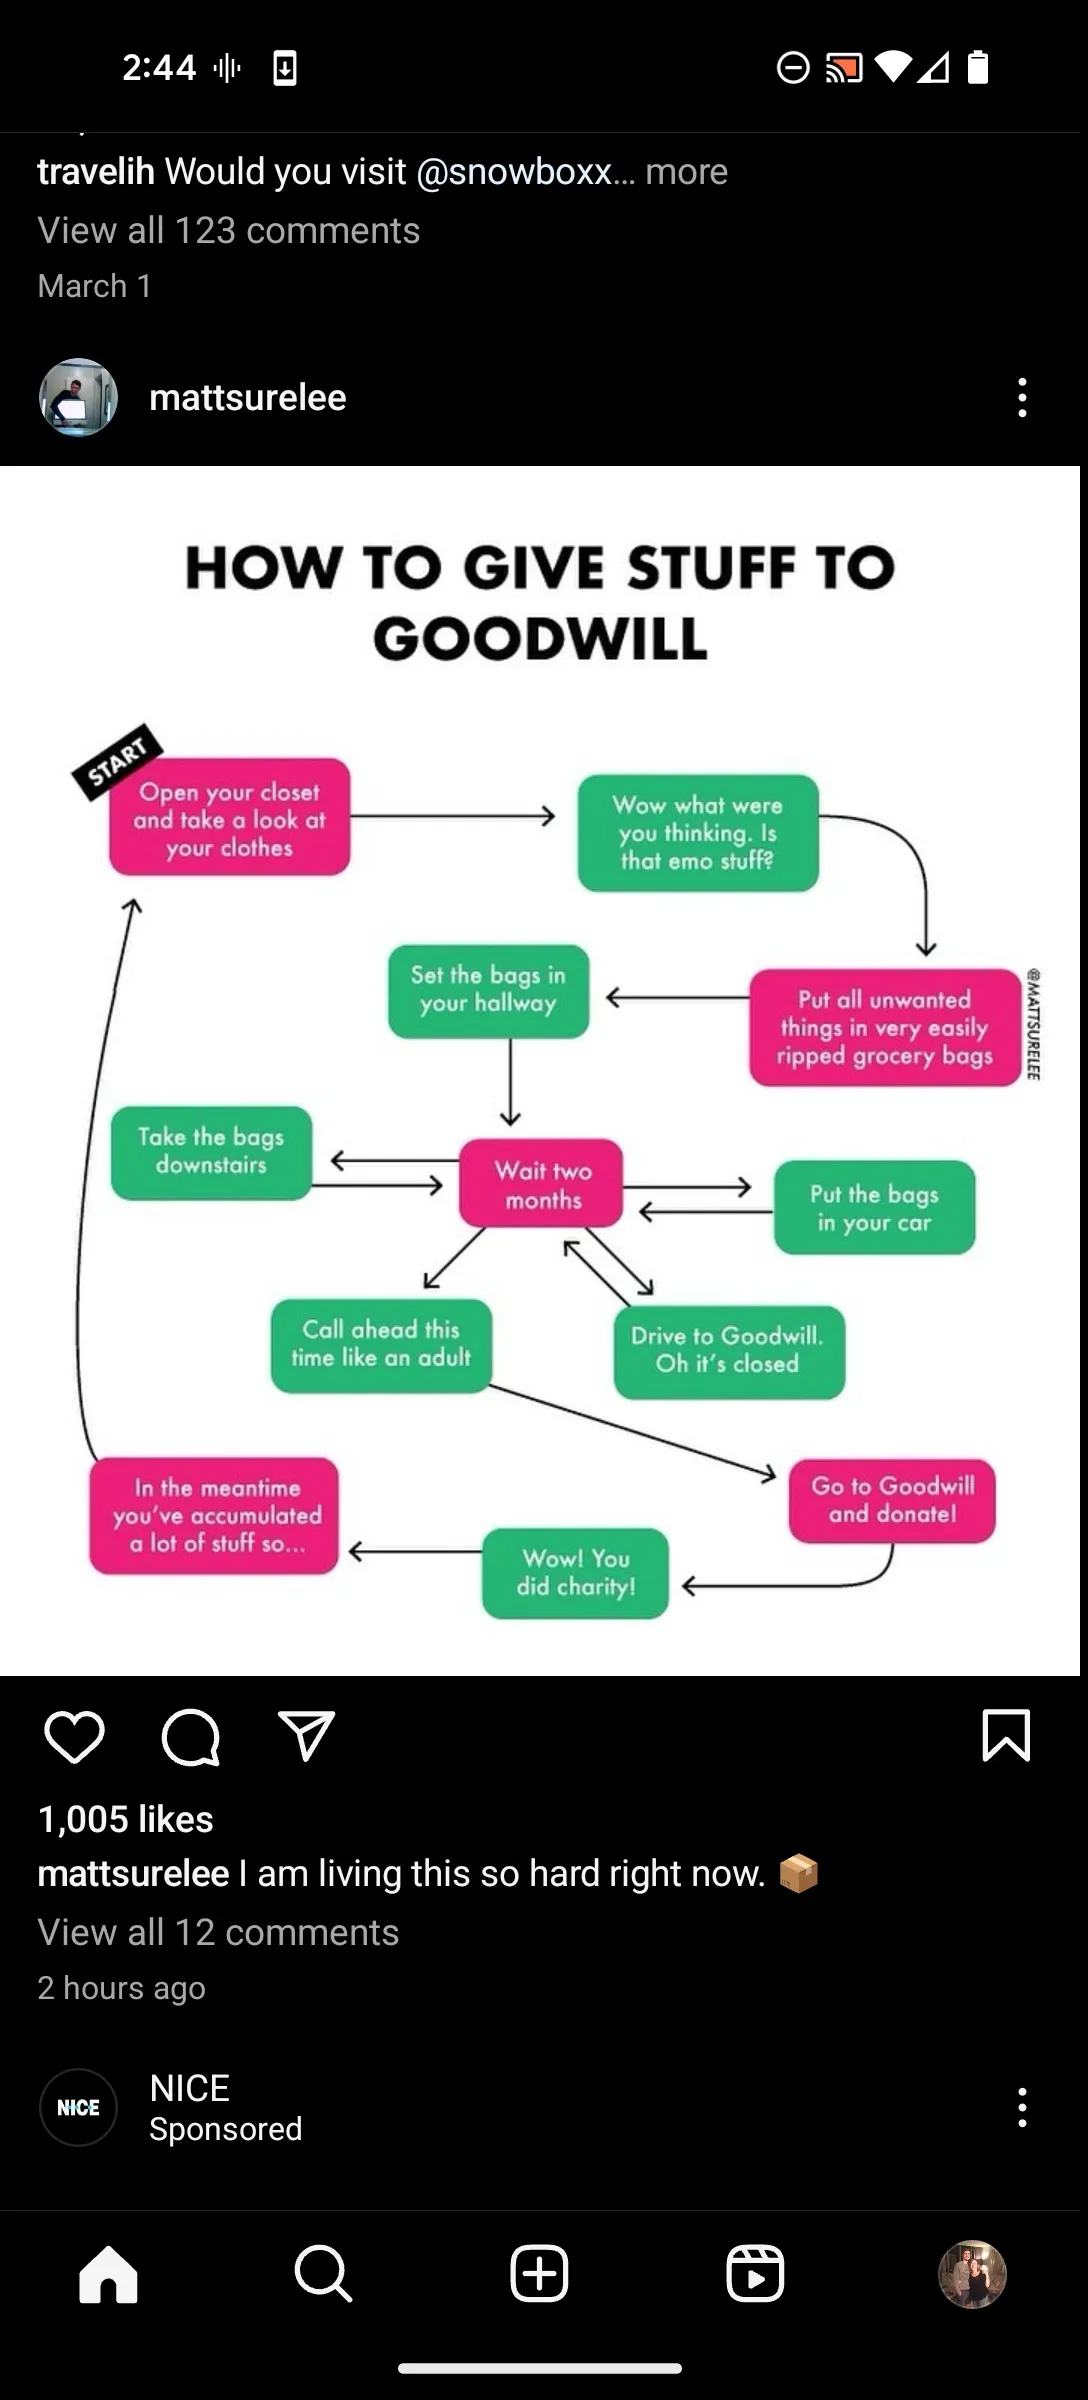 2:44
travelih Would you visit @snowboxx... more
View all 123 comments
March 1
mattsurelee
HOW TO GIVE STUFF TO
GOODWILL
START
Open your closet
and take a look at
your clothes
Wow what were
you thinking. Is
that emo stuff?
Set the bags in
your hallway
Put all unwanted
things in very easily
ripped grocery bags
@MATTSURELEE
Take the bags
downstairs
Wait two
months
Put the bags
in your car
Call ahead this
time like an adult
Drive to Goodwill.
Oh it's closed
In the meantime
you've accumulated
a lot of stuff so...
Go to Goodwill
and donate!
Wow! You
did charity!
1,005 likes
mattsurelee I am living this so hard right now. 📦
View all 12 comments
2 hours ago
NICE
NICE
Sponsored